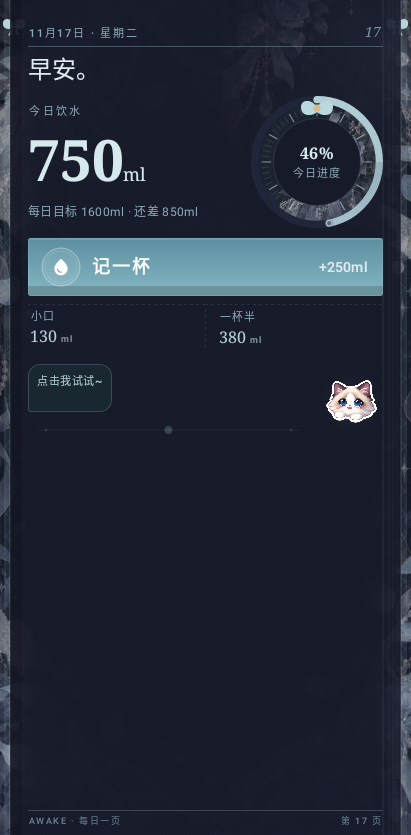 11月17日 · 星期二
17
早安。
今日饮水
750ml
46%
今日进度
每日目标 1600ml · 还差 850ml
记一杯
+250ml
小口
一杯半
130 ml
380 ml
点击我试试~
AWAKE · 每日一页
第 17 页